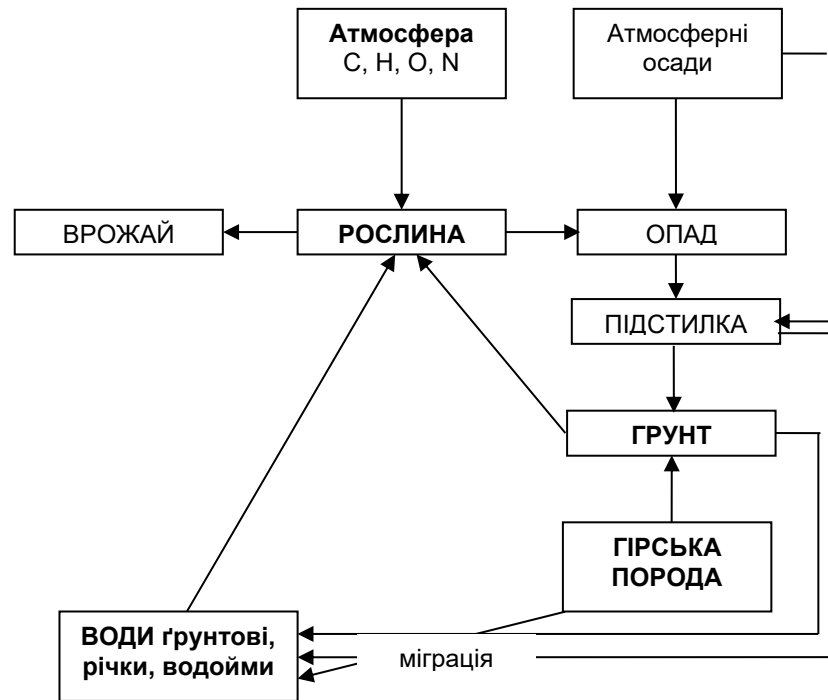 Атмосфера
C, H, O, N
Атмосферні
осади
ВРОЖАЙ
РОСЛИНА
ОПАД
ПІДСТИЛКА
ГРУНТ
ГІРСЬКА
ПОРОДА
ВОДИ ґрунтові,
річки, водойми
міграція